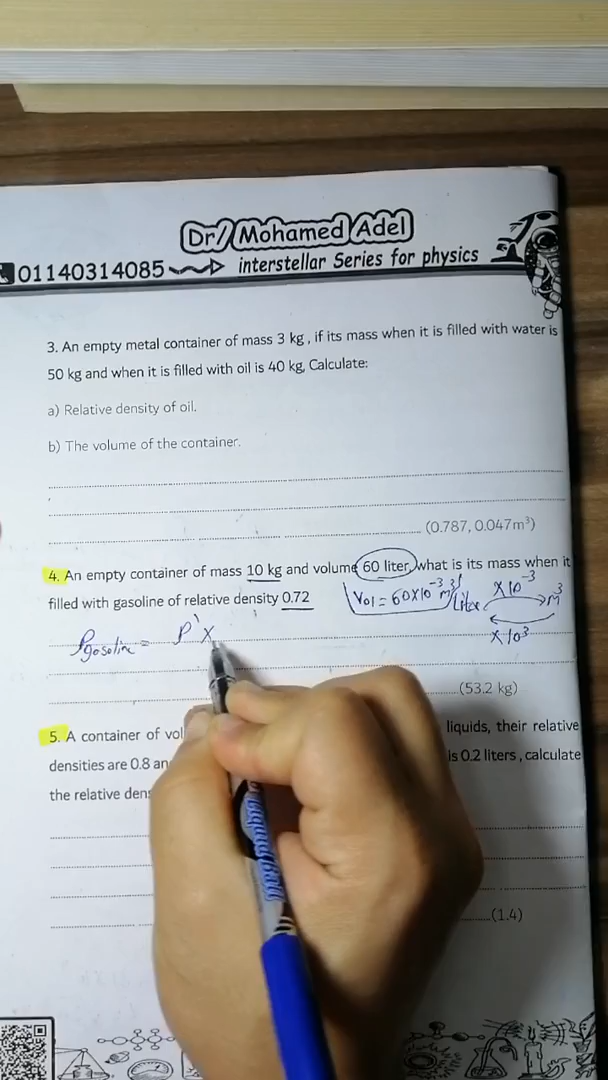 Dr/ Mohamed Adel
01140314085 interstellar Series for physics
3. An empty metal container of mass 3 kg , if its mass when it is filled with water is
50 kg and when it is filled with oil is 40 kg, Calculate:
a) Relative density of oil.
b) The volume of the container.
(0.787, 0.047m³)
4. An empty container of mass 10 kg and volume 60 liter, what is its mass when it
filled with gasoline of relative density 0.72
Vol = 60×10⁻³ m³
Liter ×10⁻³ m³
×10³
ρgasoline = ρ` ×
(53.2 kg)
5. A container of vol liquids, their relative
densities are 0.8 an is 0.2 liters , calculate
the relative dens
(1.4)